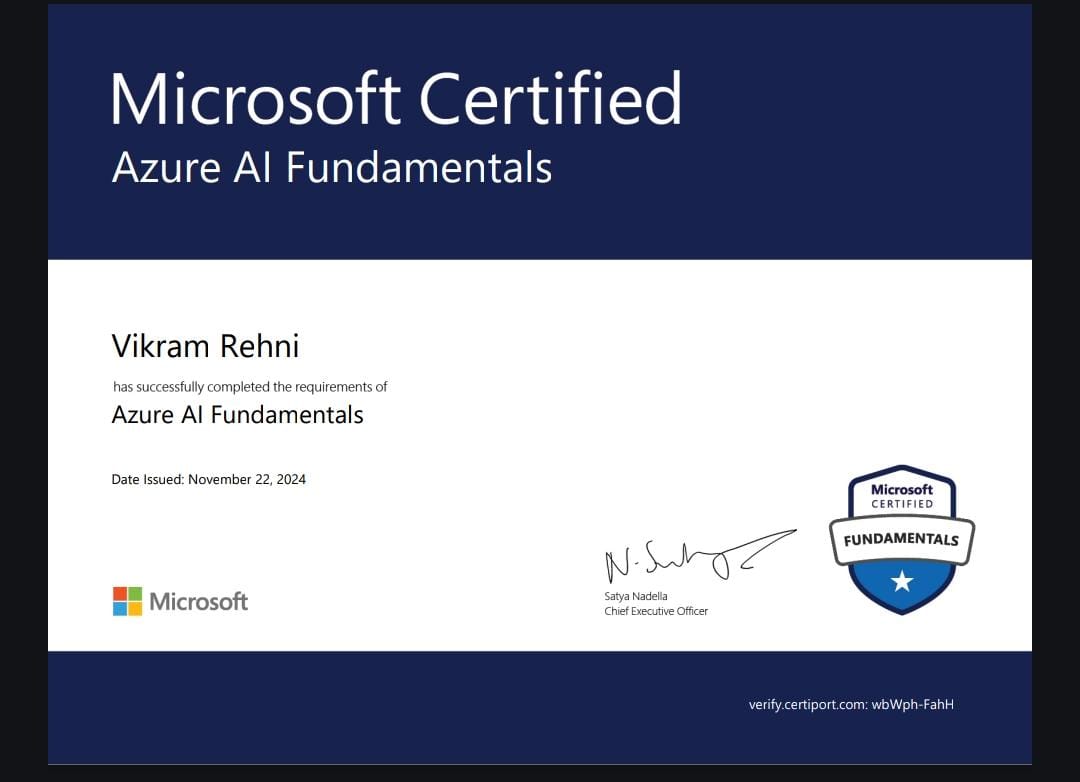 Microsoft Certified
Azure AI Fundamentals
Vikram Rehni
has successfully completed the requirements of
Azure AI Fundamentals
Date Issued: November 22, 2024
Microsoft
CERTIFIED
FUNDAMENTALS
N. Satya
Satya Nadella
Chief Executive Officer
Microsoft
verify.certiport.com: wbWph-FahH